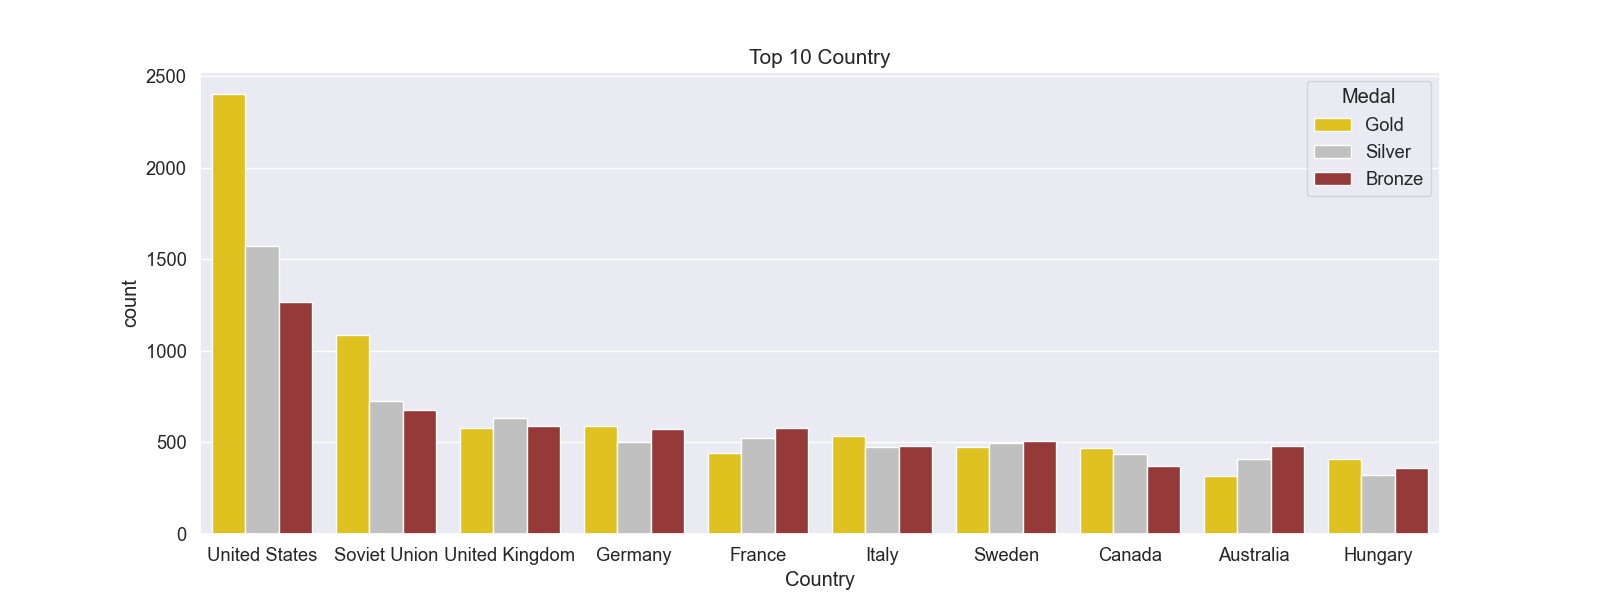 Top 10 Country
2500
2000
1500
1000
500
0
count
Medal
Gold
Silver
Bronze
United States Soviet Union United Kingdom Germany France Italy Sweden Canada Australia Hungary
Country